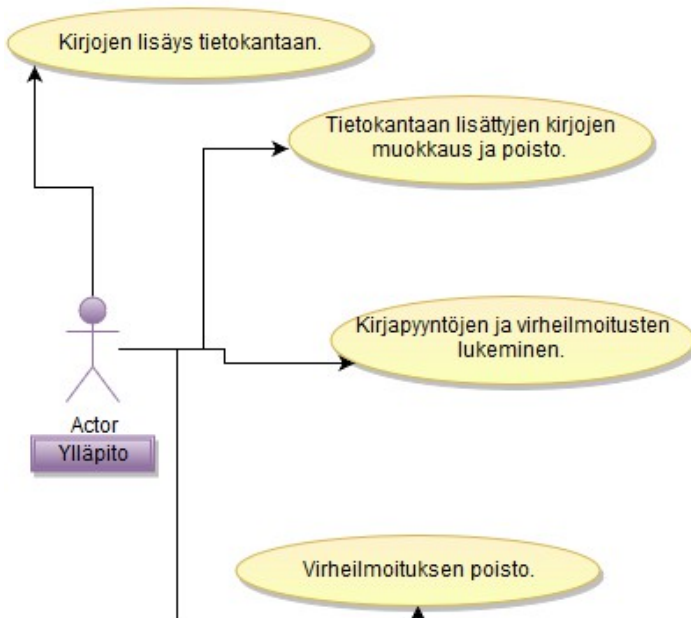 Kirjojen lisäys tietokantaan.
Tietokantaan lisättyjen kirjojen
muokkaus ja poisto.
Kirjapyyntöjen ja virheilmoitusten
lukeminen.
Actor
Ylläpito
Virheilmoituksen poisto.